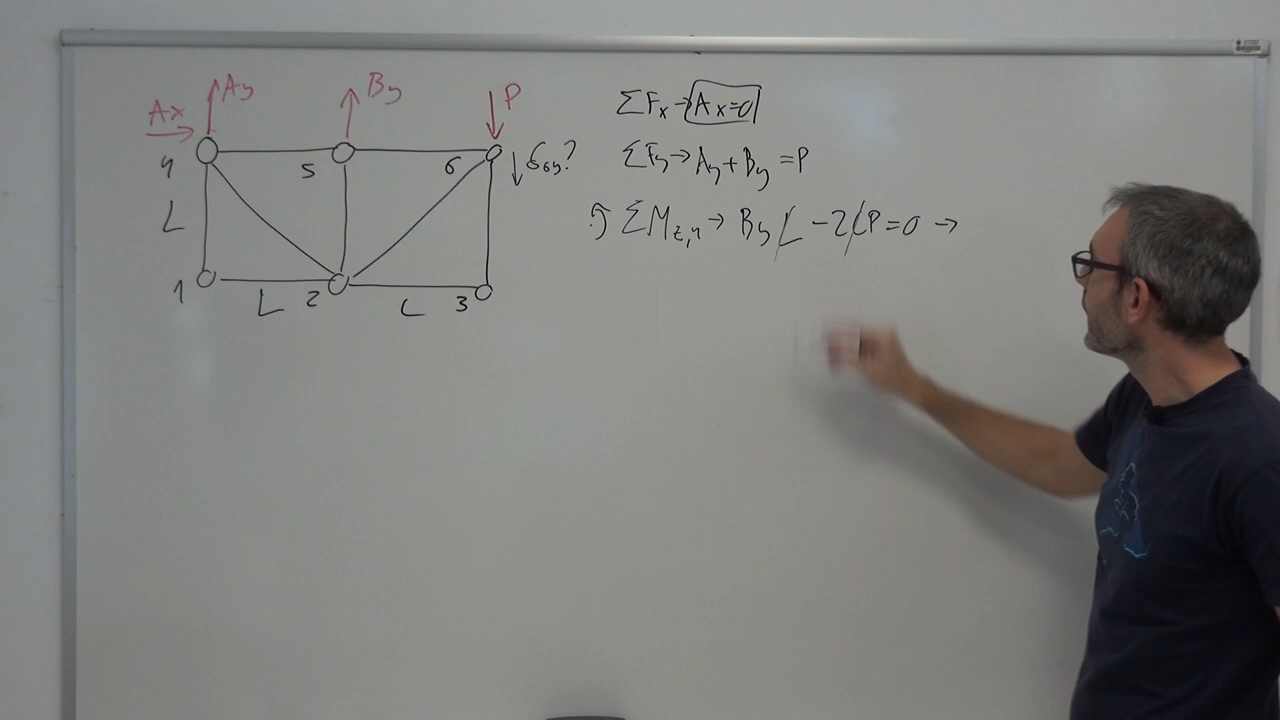 Ay
By
P
Ax
4
5
6
δ6y?
L
1
L
2
L
3
ΣFx → Ax=0
ΣFy → Ay + By = P
ΣMz,4 → By L - 2LP = 0 →